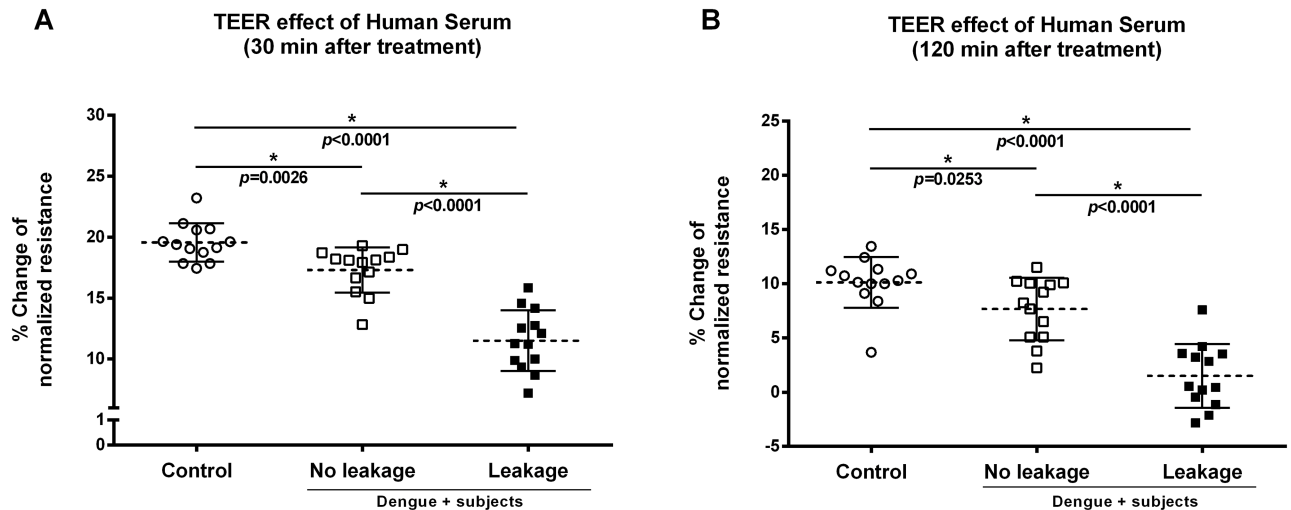 A
TEER effect of Human Serum
(30 min after treatment)
% Change of
normalized resistance
30
25
20
15
10
1
0
*
p<0.0001
*
p=0.0026
*
p<0.0001
Control
No leakage
Leakage
Dengue + subjects
B
TEER effect of Human Serum
(120 min after treatment)
% Change of
normalized resistance
25
20
15
10
5
0
-5
*
p<0.0001
*
p=0.0253
*
p<0.0001
Control
No leakage
Leakage
Dengue + subjects